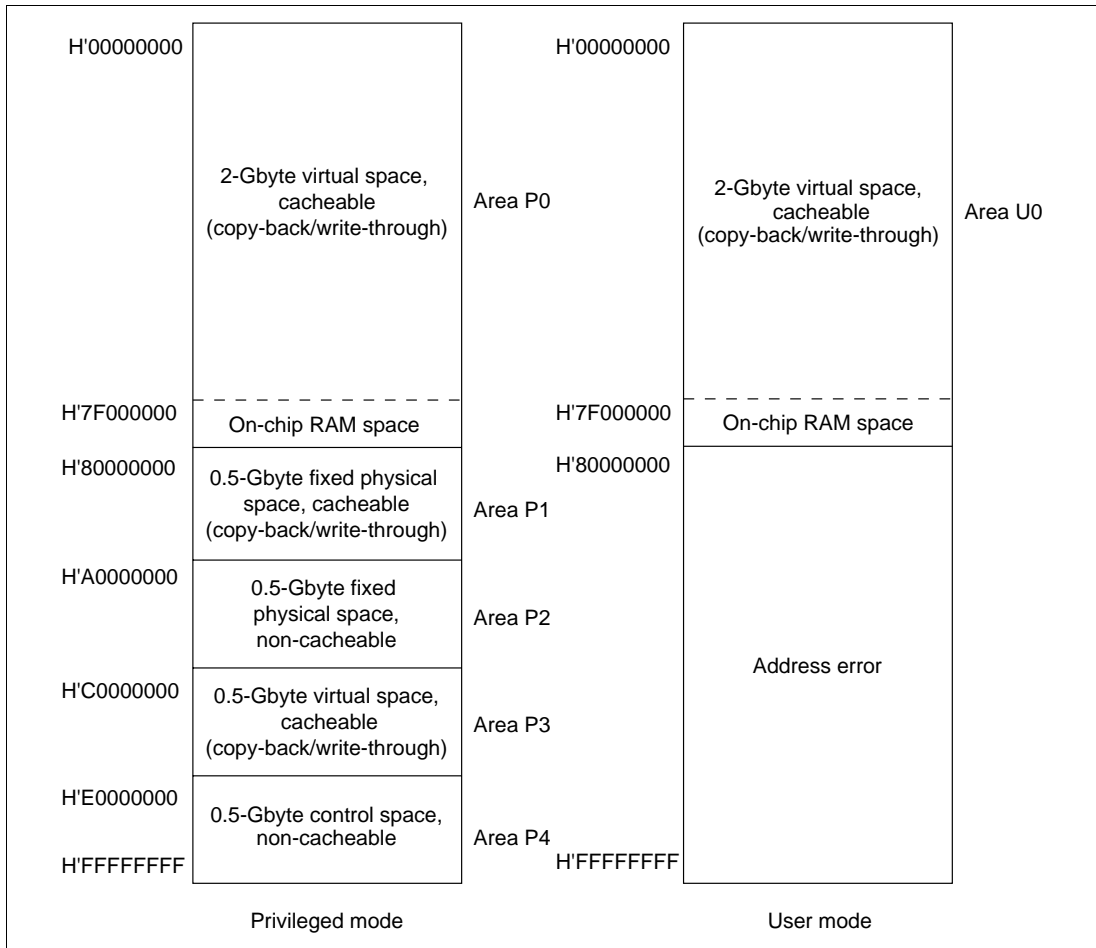 H'00000000
2-Gbyte virtual space,
cacheable
(copy-back/write-through)
Area P0
H'7F000000
On-chip RAM space
H'80000000
0.5-Gbyte fixed physical
space, cacheable
(copy-back/write-through)
Area P1
H'A0000000
0.5-Gbyte fixed
physical space,
non-cacheable
Area P2
H'C0000000
0.5-Gbyte virtual space,
cacheable
(copy-back/write-through)
Area P3
H'E0000000
0.5-Gbyte control space,
non-cacheable
Area P4
H'FFFFFFFF
Privileged mode
H'00000000
2-Gbyte virtual space,
cacheable
(copy-back/write-through)
Area U0
H'7F000000
On-chip RAM space
H'80000000
Address error
H'FFFFFFFF
User mode